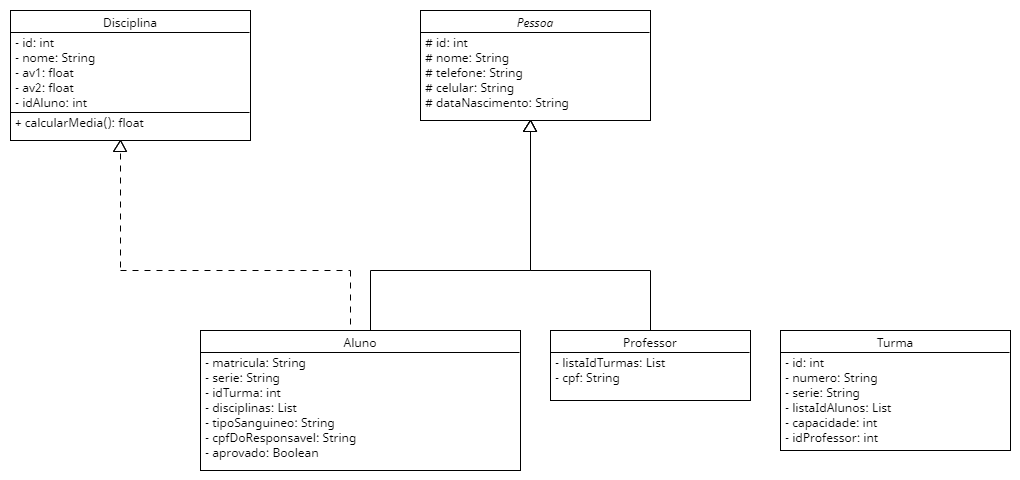 Disciplina
- id: int
- nome: String
- av1: float
- av2: float
- idAluno: int
+ calcularMedia(): float
Pessoa
# id: int
# nome: String
# telefone: String
# celular: String
# dataNascimento: String
Aluno
- matricula: String
- serie: String
- idTurma: int
- disciplinas: List
- tipoSanguineo: String
- cpfDoResponsavel: String
- aprovado: Boolean
Professor
- listaIdTurmas: List
- cpf: String
Turma
- id: int
- numero: String
- serie: String
- listaIdAlunos: List
- capacidade: int
- idProfessor: int